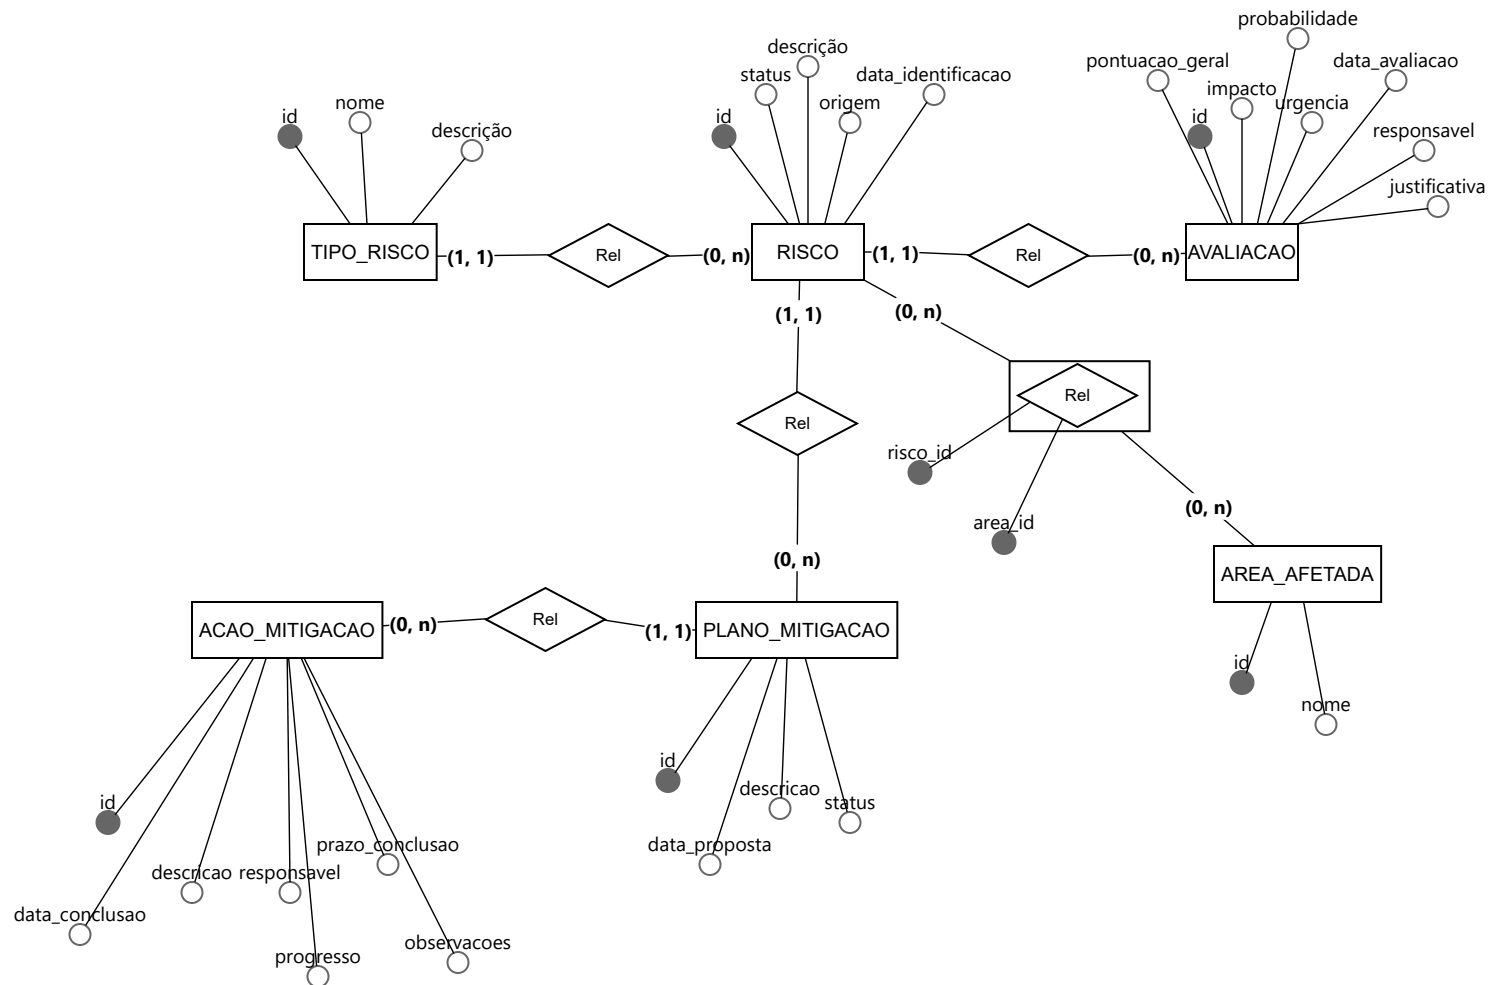 probabilidade
descrição
pontuacao_geral
data_avaliacao
status
data_identificacao
impacto
urgencia
nome
origem
id
id
id
descrição
responsavel
justificativa
TIPO_RISCO
(1, 1)
Rel
(0, n)
RISCO
(1, 1)
Rel
(0, n)
AVALIACAO
(1, 1)
(0, n)
Rel
Rel
risco_id
(0, n)
area_id
(0, n)
AREA_AFETADA
ACAO_MITIGACAO
(0, n)
Rel
(1, 1)
PLANO_MITIGACAO
id
nome
id
descricao
status
id
prazo_conclusao
data_proposta
descricao
responsavel
data_conclusao
observacoes
progresso